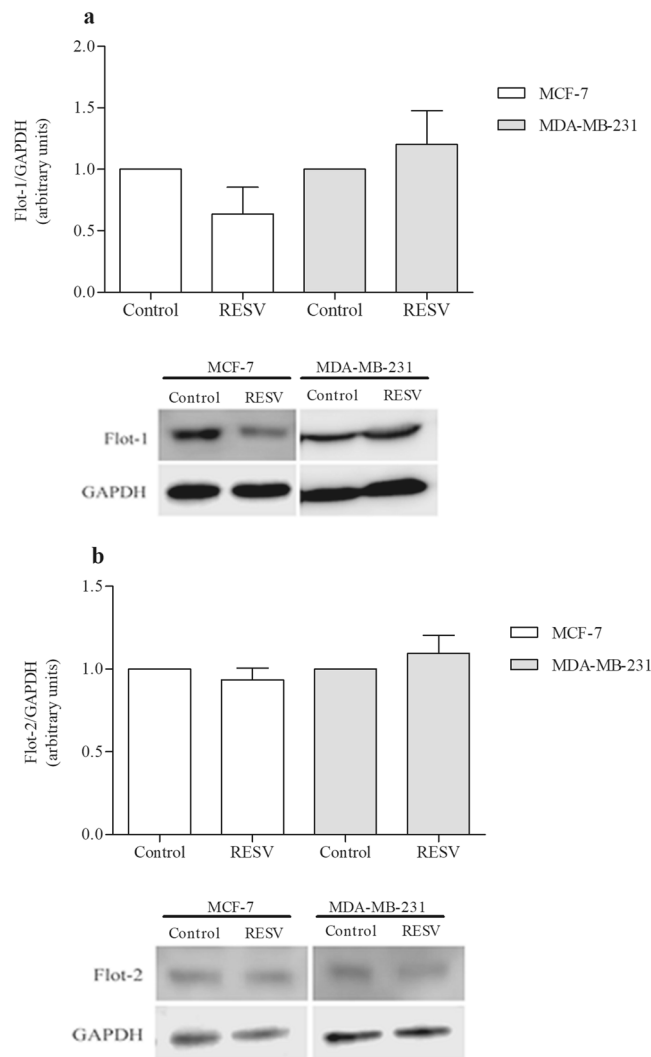 a
2.0
1.5
1.0
0.5
0.0
Flot-1/GAPDH
(arbitrary units)
Control RESV Control RESV
MCF-7
MDA-MB-231
MCF-7 MDA-MB-231
Control RESV Control RESV
Flot-1
GAPDH
b
1.5
1.0
0.5
0.0
Flot-2/GAPDH
(arbitrary units)
Control RESV Control RESV
MCF-7
MDA-MB-231
MCF-7 MDA-MB-231
Control RESV Control RESV
Flot-2
GAPDH